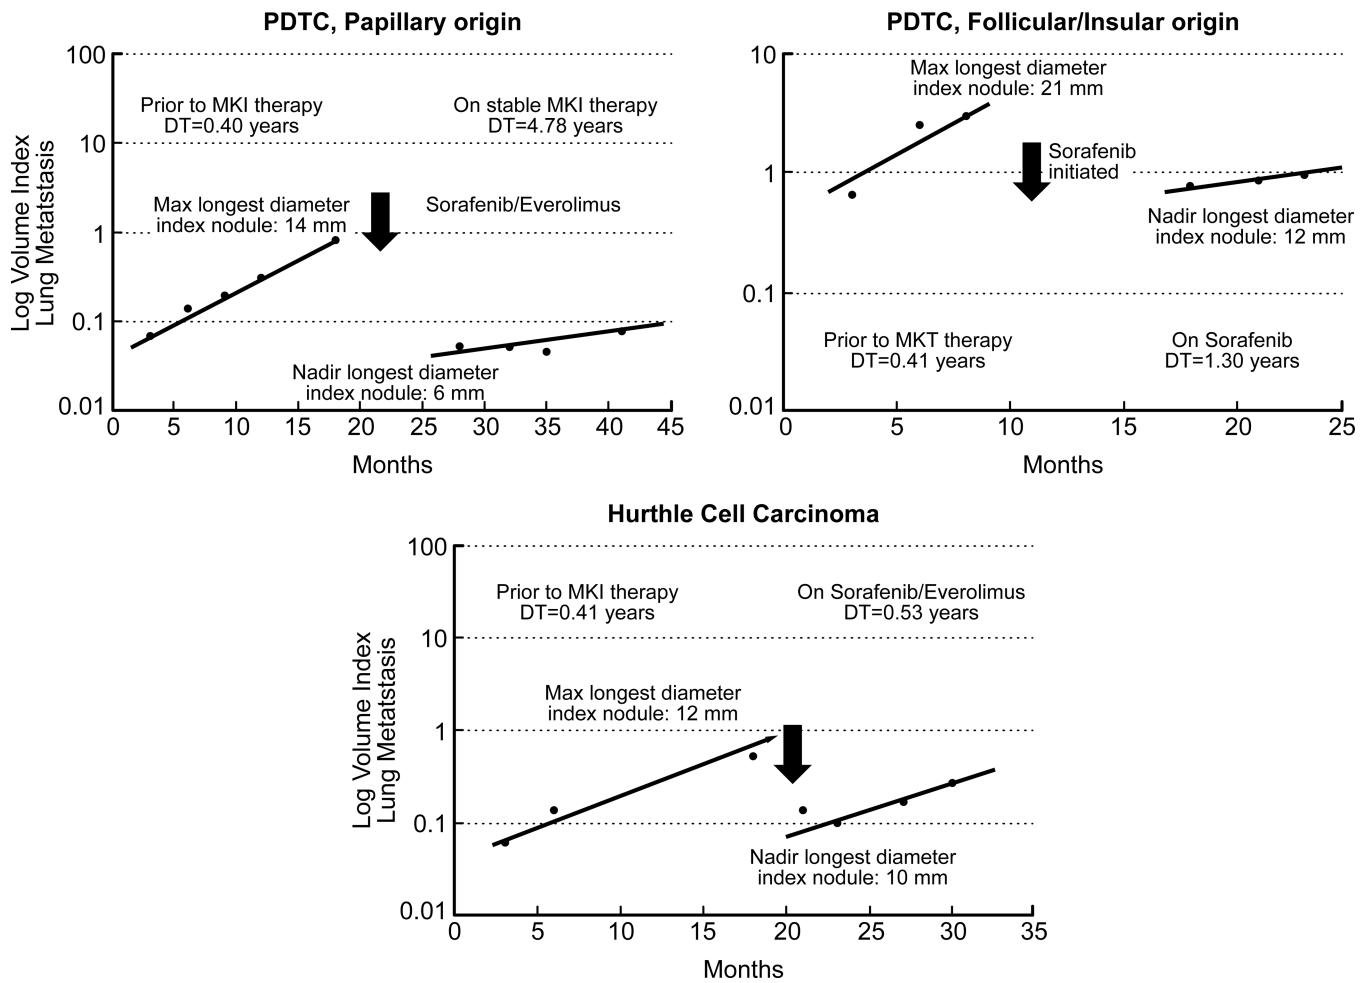 PDTC, Papillary origin
100
10
1
0.1
0.01
Log Volume Index
Lung Metatstasis
Prior to MKI therapy
DT=0.40 years
On stable MKI therapy
DT=4.78 years
Max longest diameter
index nodule: 14 mm
Sorafenib/Everolimus
Nadir longest diameter
index nodule: 6 mm
0 5 10 15 20 25 30 35 40 45
Months
PDTC, Follicular/Insular origin
10
1
0.1
0.01
Max longest diameter
index nodule: 21 mm
Sorafenib
initiated
Nadir longest diameter
index nodule: 12 mm
Prior to MKT therapy
DT=0.41 years
On Sorafenib
DT=1.30 years
0 5 10 15 20 25
Months
Hurthle Cell Carcinoma
100
10
1
0.1
0.01
Log Volume Index
Lung Metatstasis
Prior to MKI therapy
DT=0.41 years
On Sorafenib/Everolimus
DT=0.53 years
Max longest diameter
index nodule: 12 mm
Nadir longest diameter
index nodule: 10 mm
0 5 10 15 20 25 30 35
Months